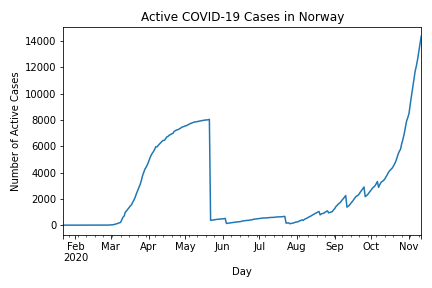 Active COVID-19 Cases in Norway
Number of Active Cases
14000
12000
10000
8000
6000
4000
2000
0
Feb Mar Apr May Jun Jul Aug Sep Oct Nov
2020
Day